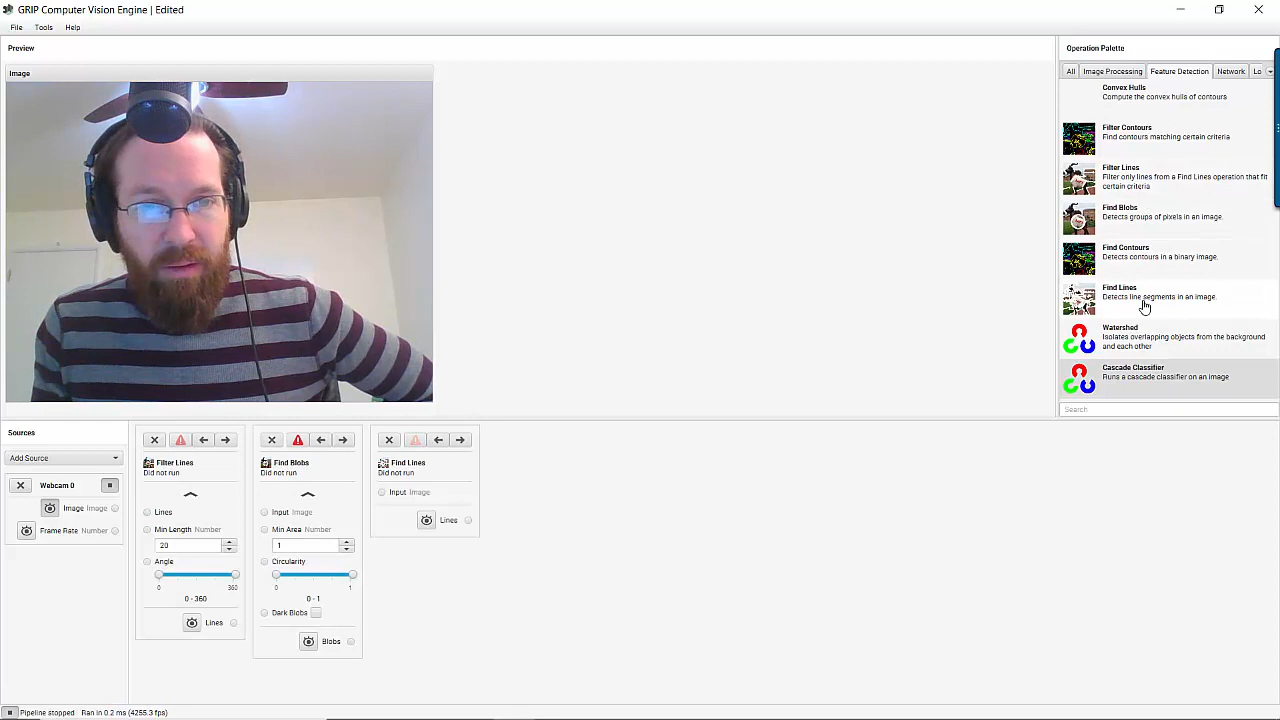 GRIP Computer Vision Engine | Edited
File Tools Help
Preview
Image
Operation Palette
All Image Processing Feature Detection Network Lo
Convex Hulls
Compute the convex hulls of contours
Filter Contours
Find contours matching certain criteria
Filter Lines
Filter only lines from a Find Lines operation that fit
certain criteria
Find Blobs
Detects groups of pixels in an image.
Find Contours
Detects contours in a binary image.
Find Lines
Detects line segments in an image.
Watershed
Isolates overlapping objects from the background
and each other
Cascade Classifier
Runs a cascade classifier on an image
Search
Sources
Add Source
Webcam 0
Image Image
Frame Rate Number
Filter Lines
Did not run
Lines
Min Length Number
20
Angle
0 360
0 - 360
Lines
Find Blobs
Did not run
Input Image
Min Area Number
1
Circularity
0 1
0 - 1
Dark Blobs
Blobs
Find Lines
Did not run
Input Image
Lines
Pipeline stopped Ran in 0.2 ms (4255.3 fps)